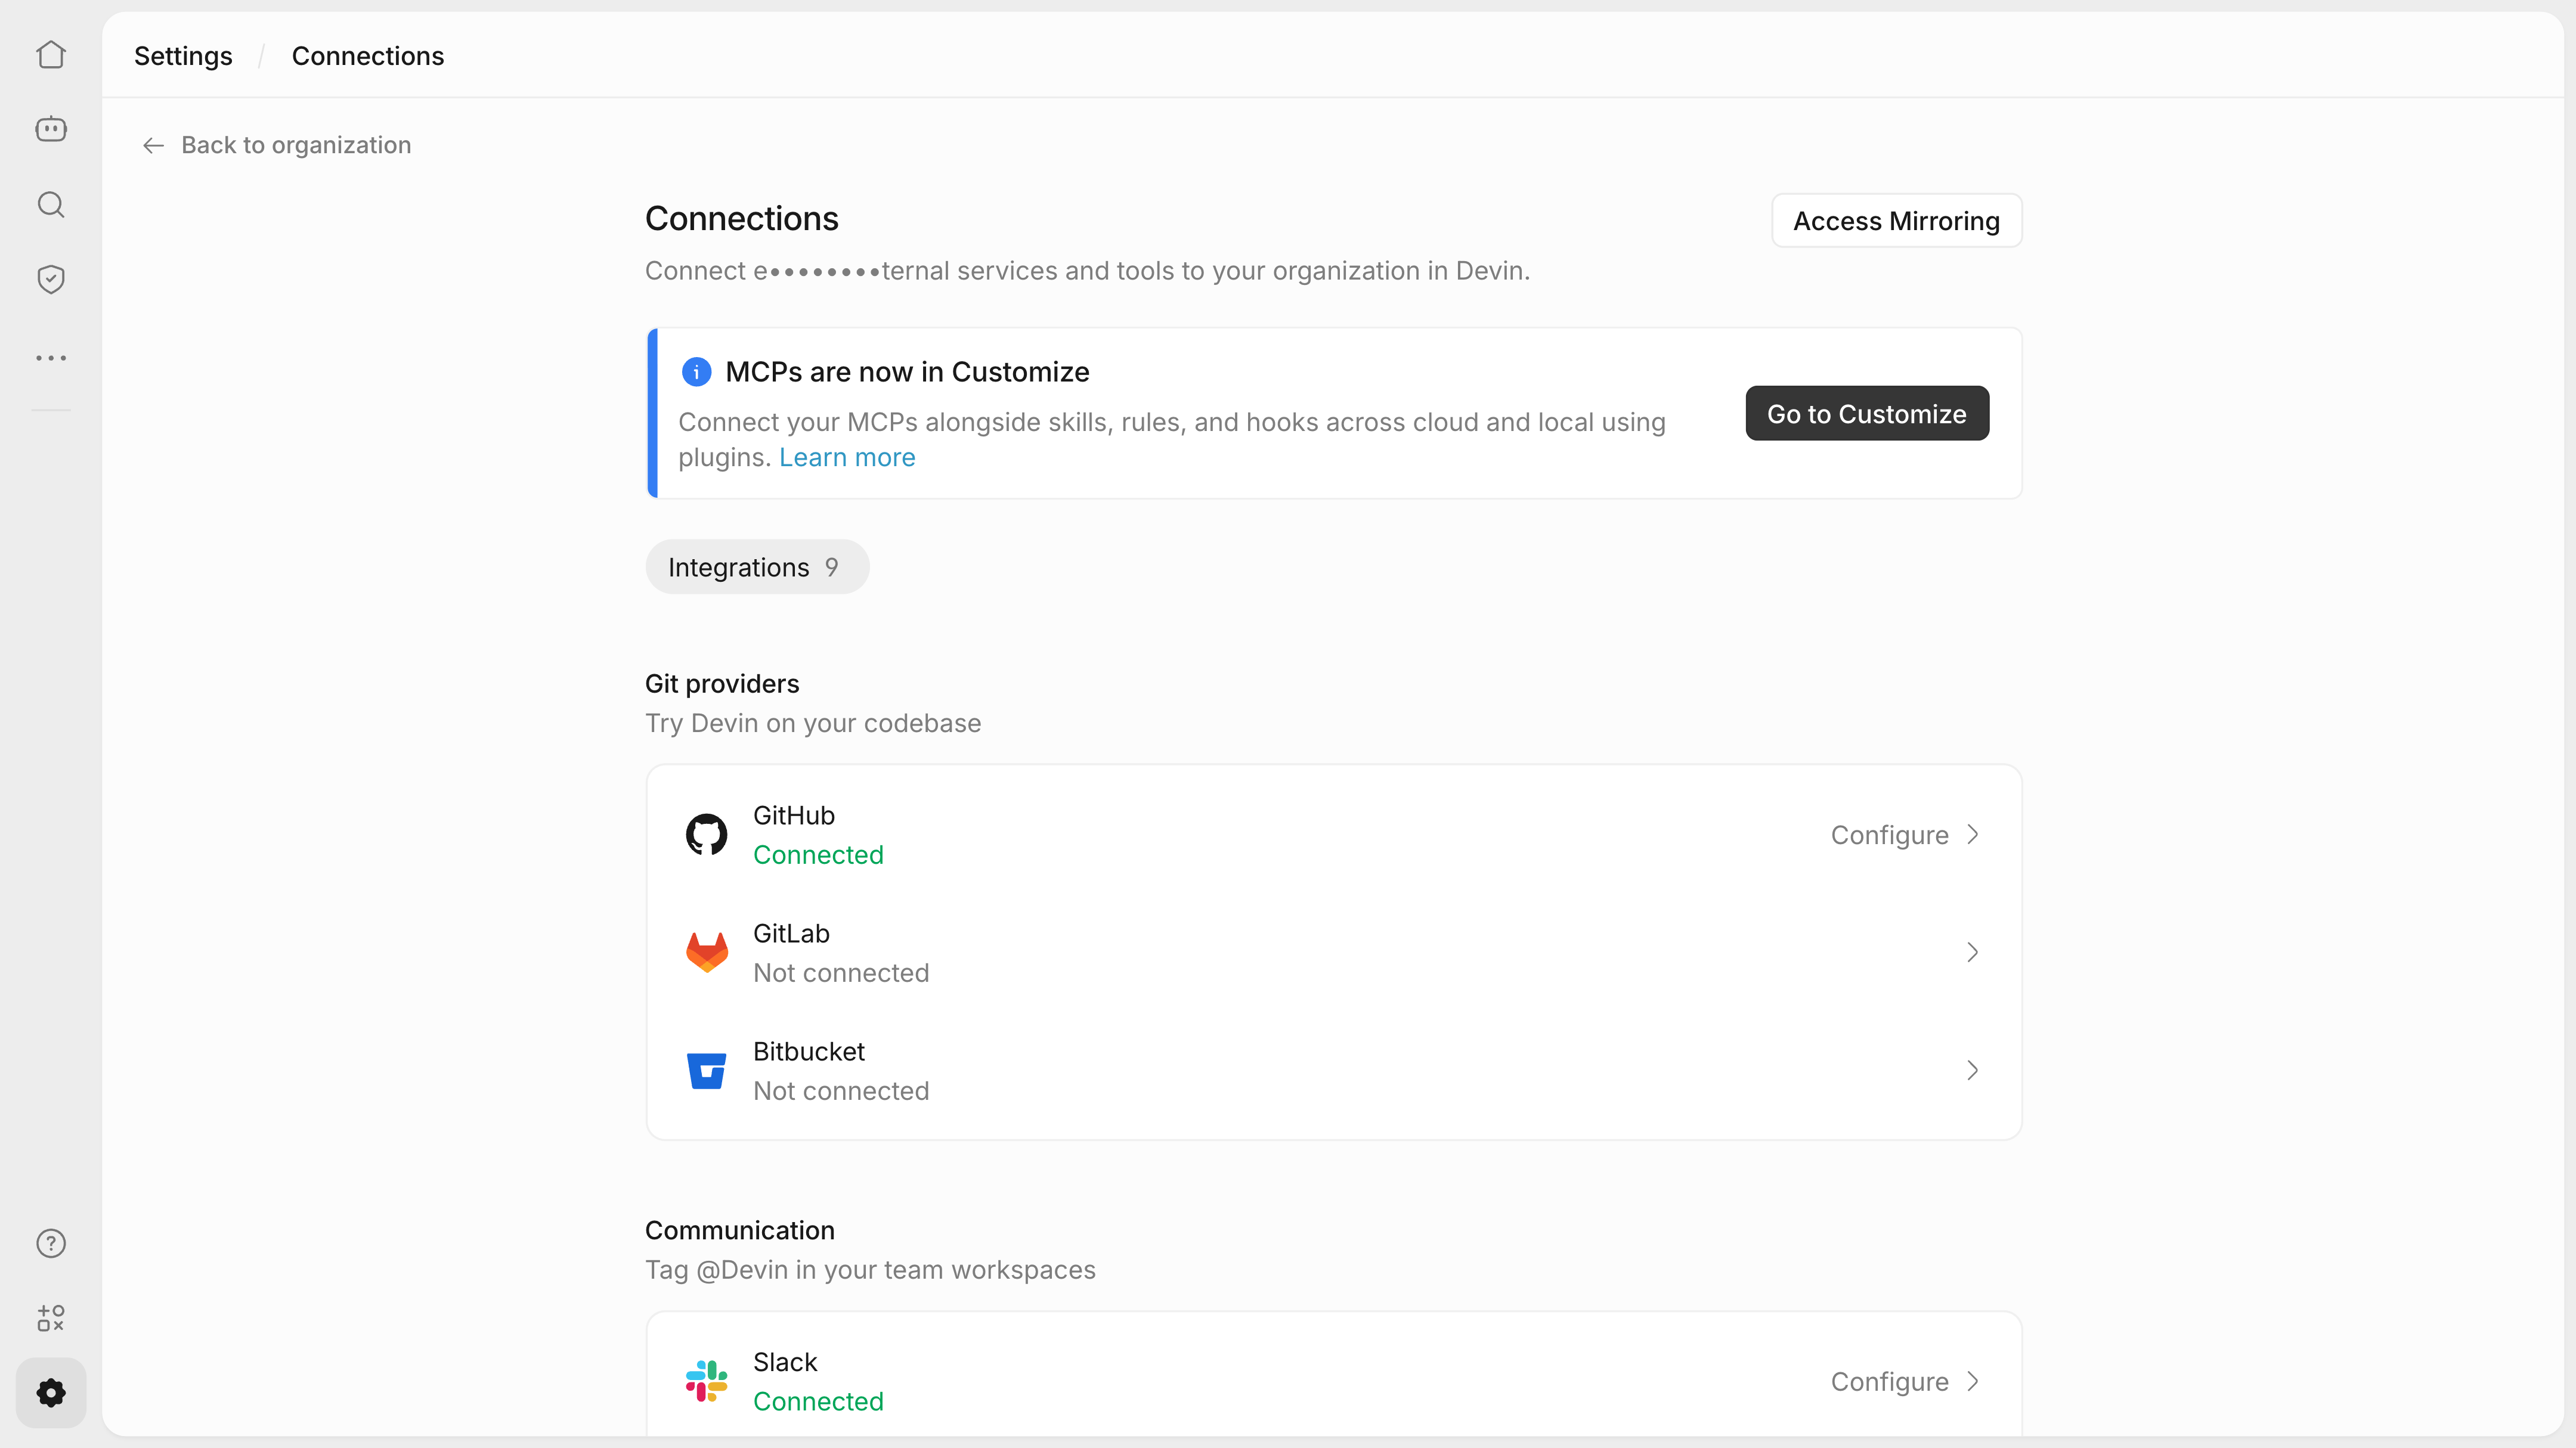 Settings / Connections
Back to organization
Connections
Access Mirroring
Connect e••••••••ternal services and tools to your organization in Devin.
MCPs are now in Customize
Connect your MCPs alongside skills, rules, and hooks across cloud and local using
plugins. Learn more
Go to Customize
Integrations 9
Git providers
Try Devin on your codebase
GitHub
Connected
Configure
GitLab
Not connected
Bitbucket
Not connected
Communication
Tag @Devin in your team workspaces
Slack
Connected
Configure